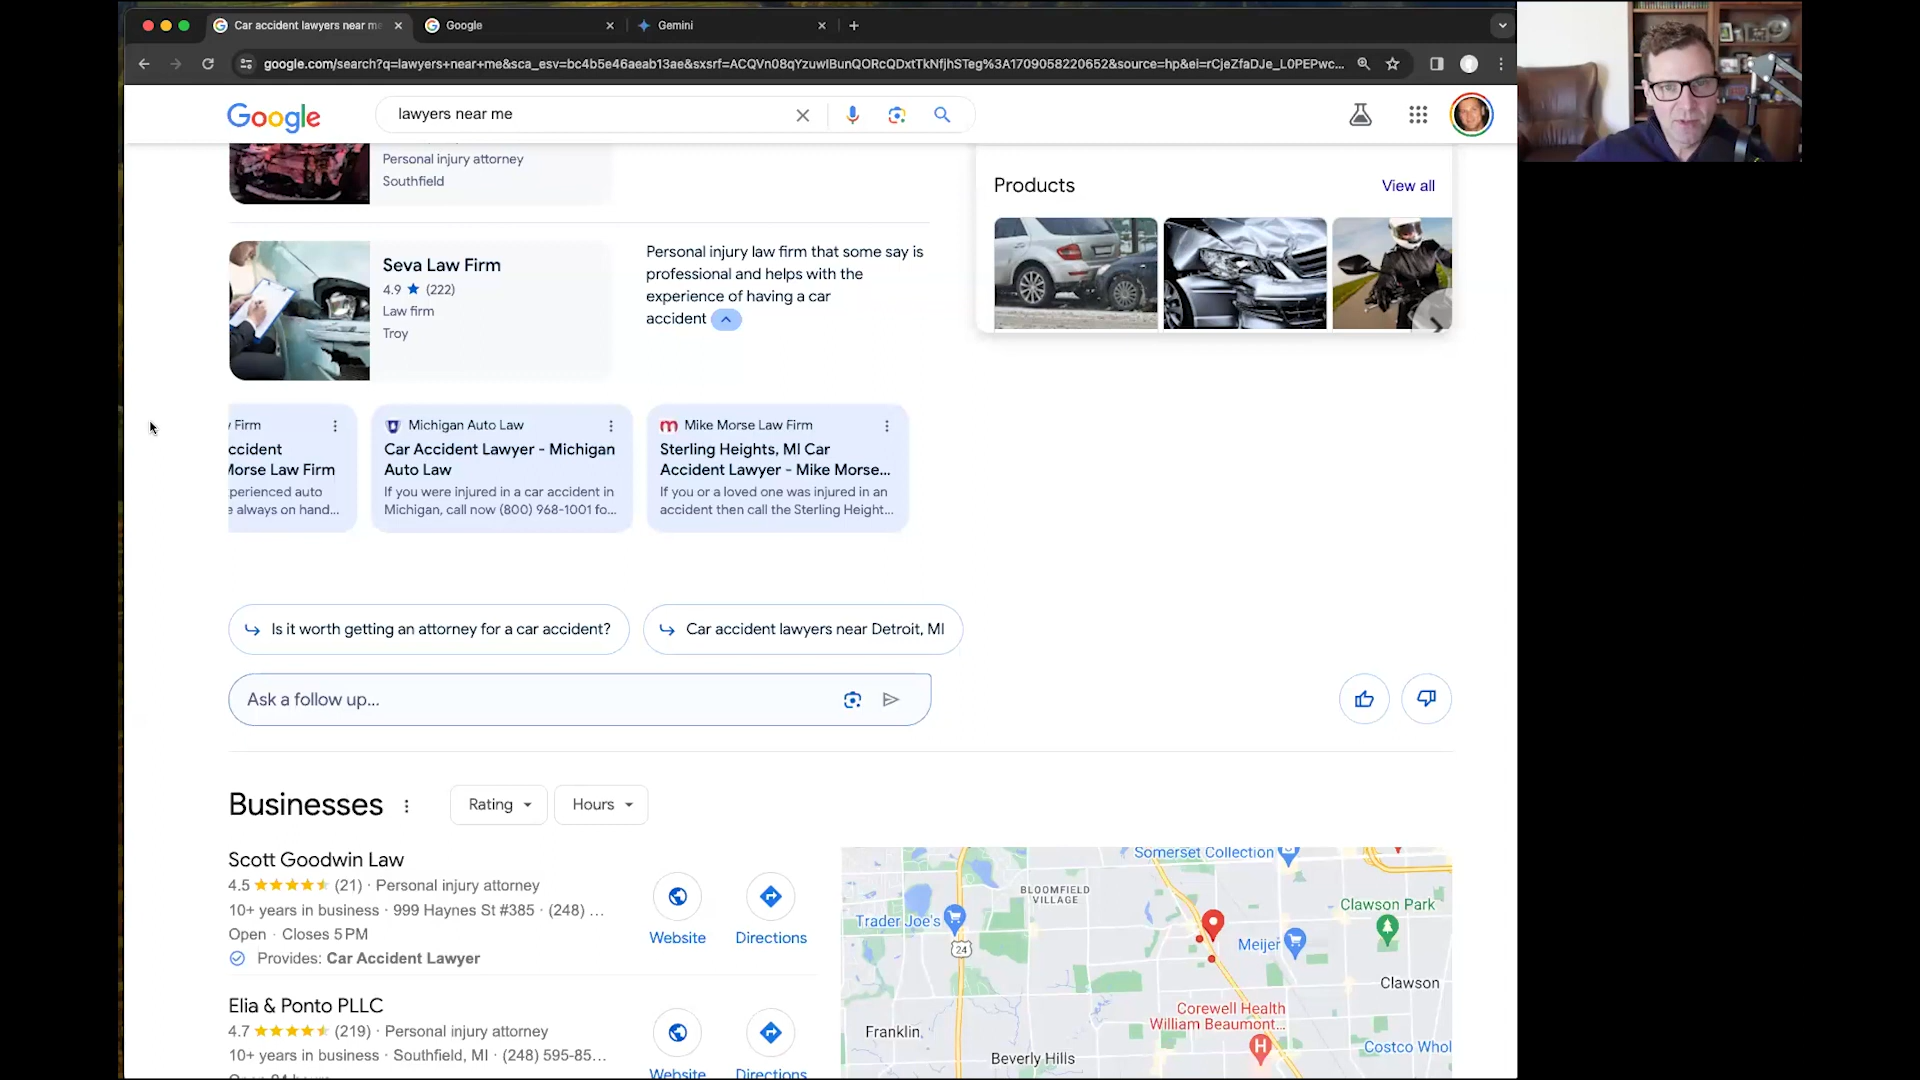 Car accident lawyers near me
Google
Gemini
google.com/search?q=lawyers+near+me&sca_esv=bc4b5e46aeab13ae&sxsrf=ACQVn08qYzuwIBunQORcQDxtTkNfjhSTeg%3A1709058220652&source=hp&ei=rCjeZfaDJe_L0PEPwc...
Google
lawyers near me
Personal injury attorney
Southfield
Products
View all
Seva Law Firm
4.9 ★ (222)
Law firm
Troy
Personal injury law firm that some say is
professional and helps with the
experience of having a car
accident
Firm
ccident
Morse Law Firm
perienced auto
e always on hand...
Michigan Auto Law
Car Accident Lawyer - Michigan
Auto Law
If you were injured in a car accident in
Michigan, call now (800) 968-1001 fo...
Mike Morse Law Firm
Sterling Heights, MI Car
Accident Lawyer - Mike Morse...
If you or a loved one was injured in an
accident then call the Sterling Height...
Is it worth getting an attorney for a car accident?
Car accident lawyers near Detroit, MI
Ask a follow up...
Businesses
Rating
Hours
Scott Goodwin Law
4.5 (21) · Personal injury attorney
10+ years in business · 999 Haynes St #385 · (248) ...
Open · Closes 5 PM
Provides: Car Accident Lawyer
Website
Directions
Elia & Ponto PLLC
4.7 (219) · Personal injury attorney
10+ years in business · Southfield, MI · (248) 595-85...
Website
Directions
Somerset Collection
BLOOMFIELD
VILLAGE
Trader Joe's
24
Clawson Park
Meijer
Clawson
Corewell Health
William Beaumont...
H
Franklin
Beverly Hills
Costco Whol